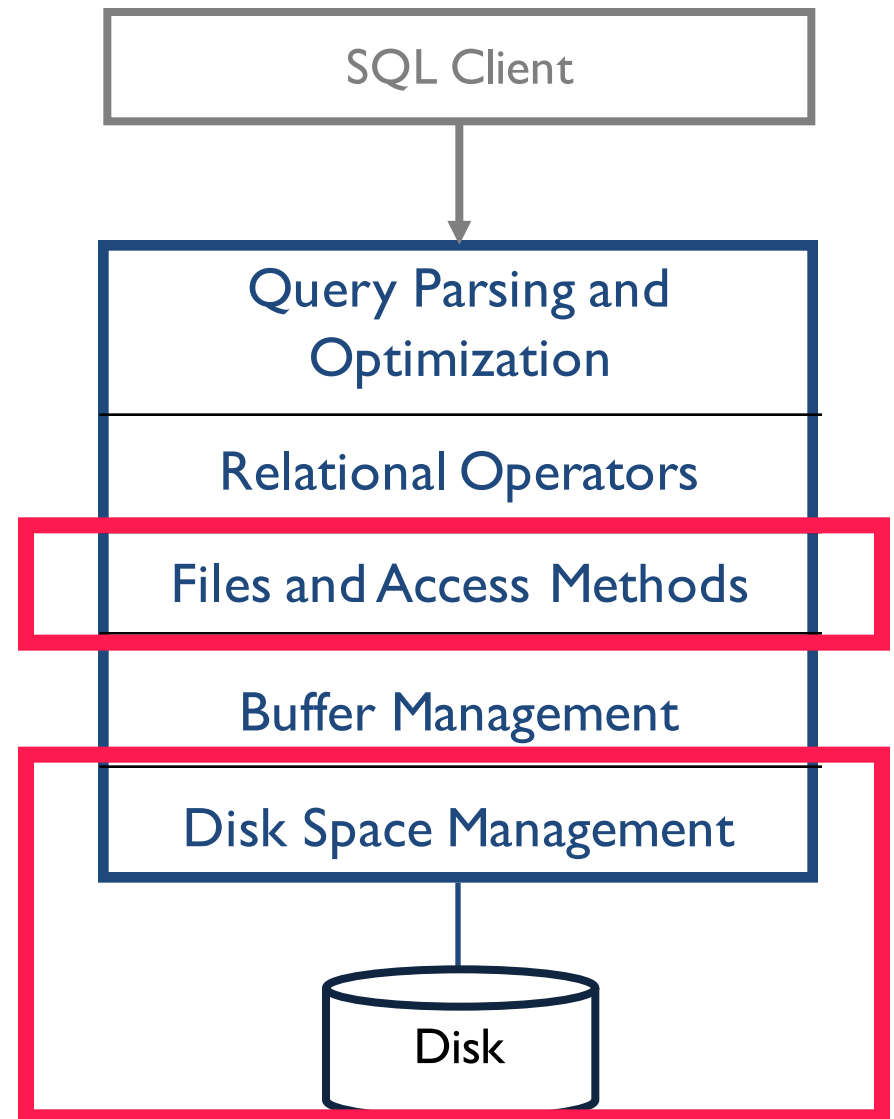 SQL Client
Query Parsing and
Optimization
Relational Operators
Files and Access Methods
Buffer Management
Disk Space Management
Disk